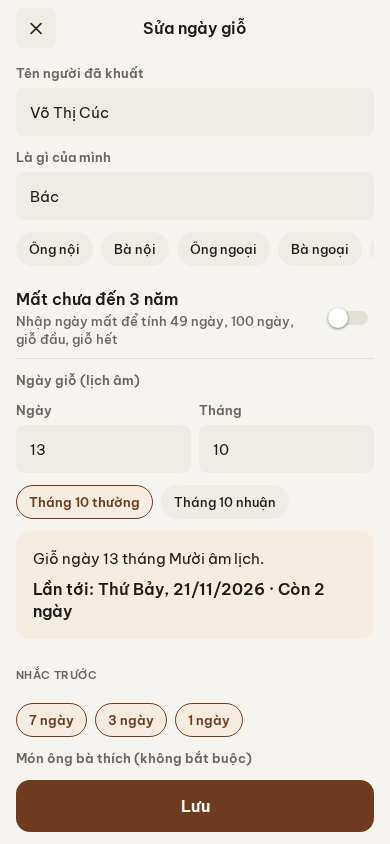 Sửa ngày giỗ
Tên người đã khuất
Võ Thị Cúc
Là gì của mình
Bác
Ông nội
Bà nội
Ông ngoại
Bà ngoại
Mất chưa đến 3 năm
Nhập ngày mất để tính 49 ngày, 100 ngày,
giỗ đầu, giỗ hết
Ngày giỗ (lịch âm)
Ngày
Tháng
13
10
Tháng 10 thường
Tháng 10 nhuận
Giỗ ngày 13 tháng Mười âm lịch.
Lần tới: Thứ Bảy, 21/11/2026 · Còn 2
ngày
NHẮC TRƯỚC
7 ngày
3 ngày
1 ngày
Món ông bà thích (không bắt buộc)
Lưu